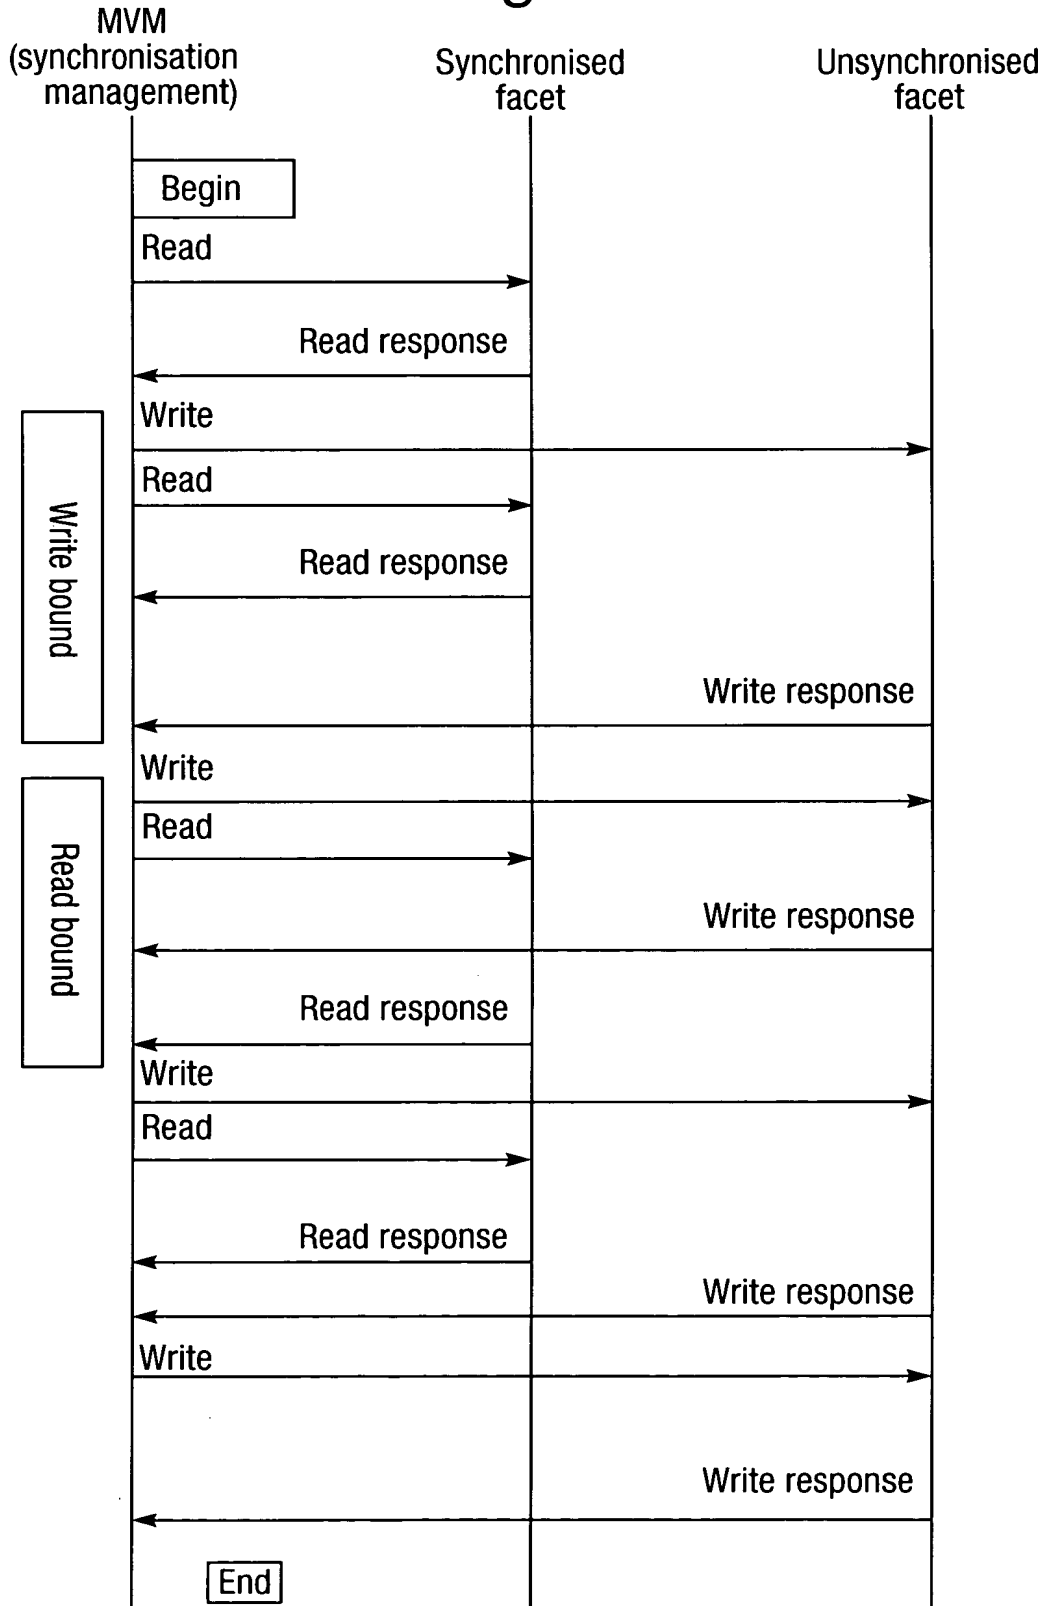 g
MVM
(synchronisation
management)
Synchronised
facet
Unsynchronised
facet
Begin
Read
Read response
Write
Read
Read response
Write bound
Write response
Write
Read
Read bound
Write response
Read response
Write
Read
Read response
Write response
Write
Write response
End